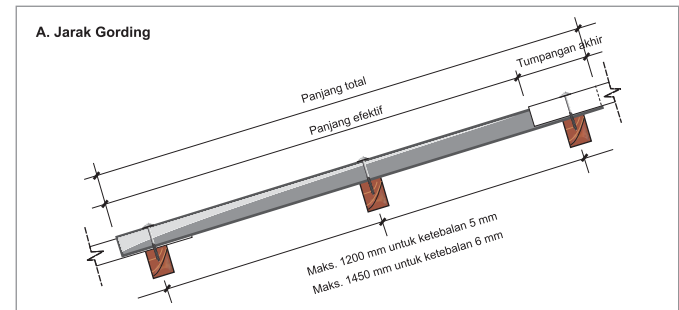 A. Jarak Gording
Tumpangan akhir
Panjang total
Panjang efektif
Maks. 1200 mm untuk ketebalan 5 mm
Maks. 1450 mm untuk ketebalan 6 mm